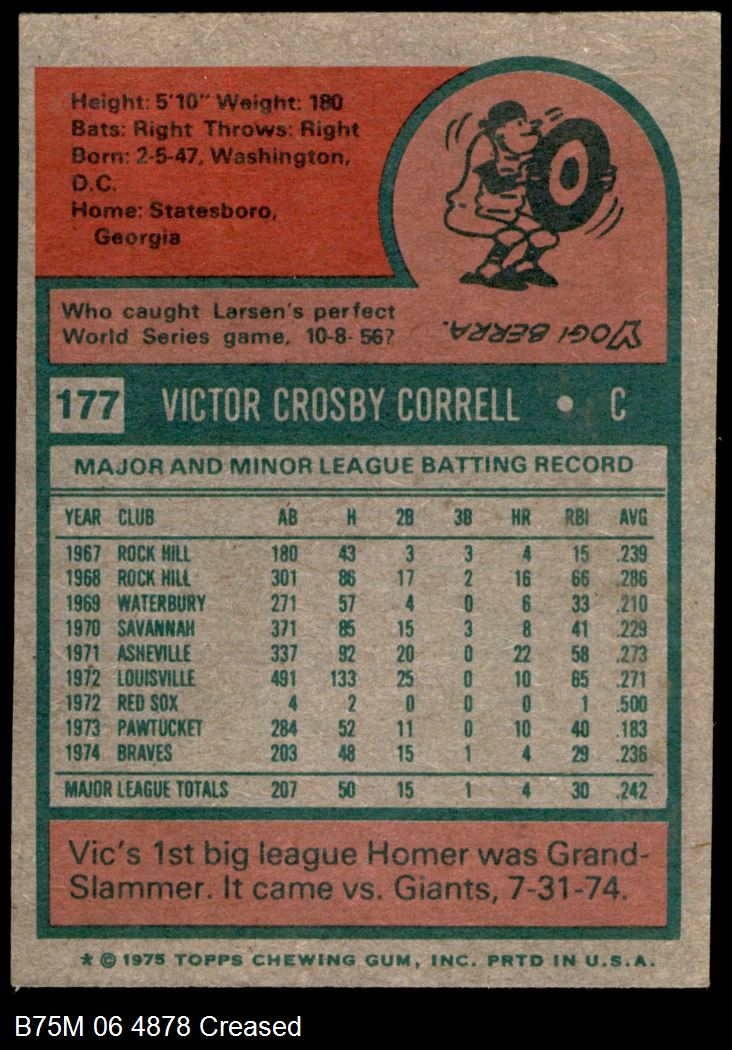 Height: 5'10" Weight: 180
Bats: Right Throws: Right
Born: 2-5-47, Washington,
D.C.
Home: Statesboro,
Georgia
0
Who caught Larsen's perfect
World Series game, 10-8-56?
YOGI BERRA.
177 VICTOR CROSBY CORRELL • C
MAJOR AND MINOR LEAGUE BATTING RECORD
YEAR CLUB AB H 2B 3B HR RBI AVG
1967 ROCK HILL 180 43 3 3 4 15 .239
1968 ROCK HILL 301 86 17 2 16 66 .286
1969 WATERBURY 271 57 4 0 6 33 .210
1970 SAVANNAH 371 85 15 3 8 41 .229
1971 ASHEVILLE 337 92 20 0 22 58 .273
1972 LOUISVILLE 491 133 25 0 10 65 .271
1972 RED SOX 4 2 0 0 0 1 .500
1973 PAWTUCKET 284 52 11 0 10 40 .183
1974 BRAVES 203 48 15 1 4 29 .236
MAJOR LEAGUE TOTALS 207 50 15 1 4 30 .242
Vic's 1st big league Homer was Grand-
Slammer. It came vs. Giants, 7-31-74.
* © 1975 TOPPS CHEWING GUM, INC. PRTD IN U.S.A.
B75M 06 4878 Creased